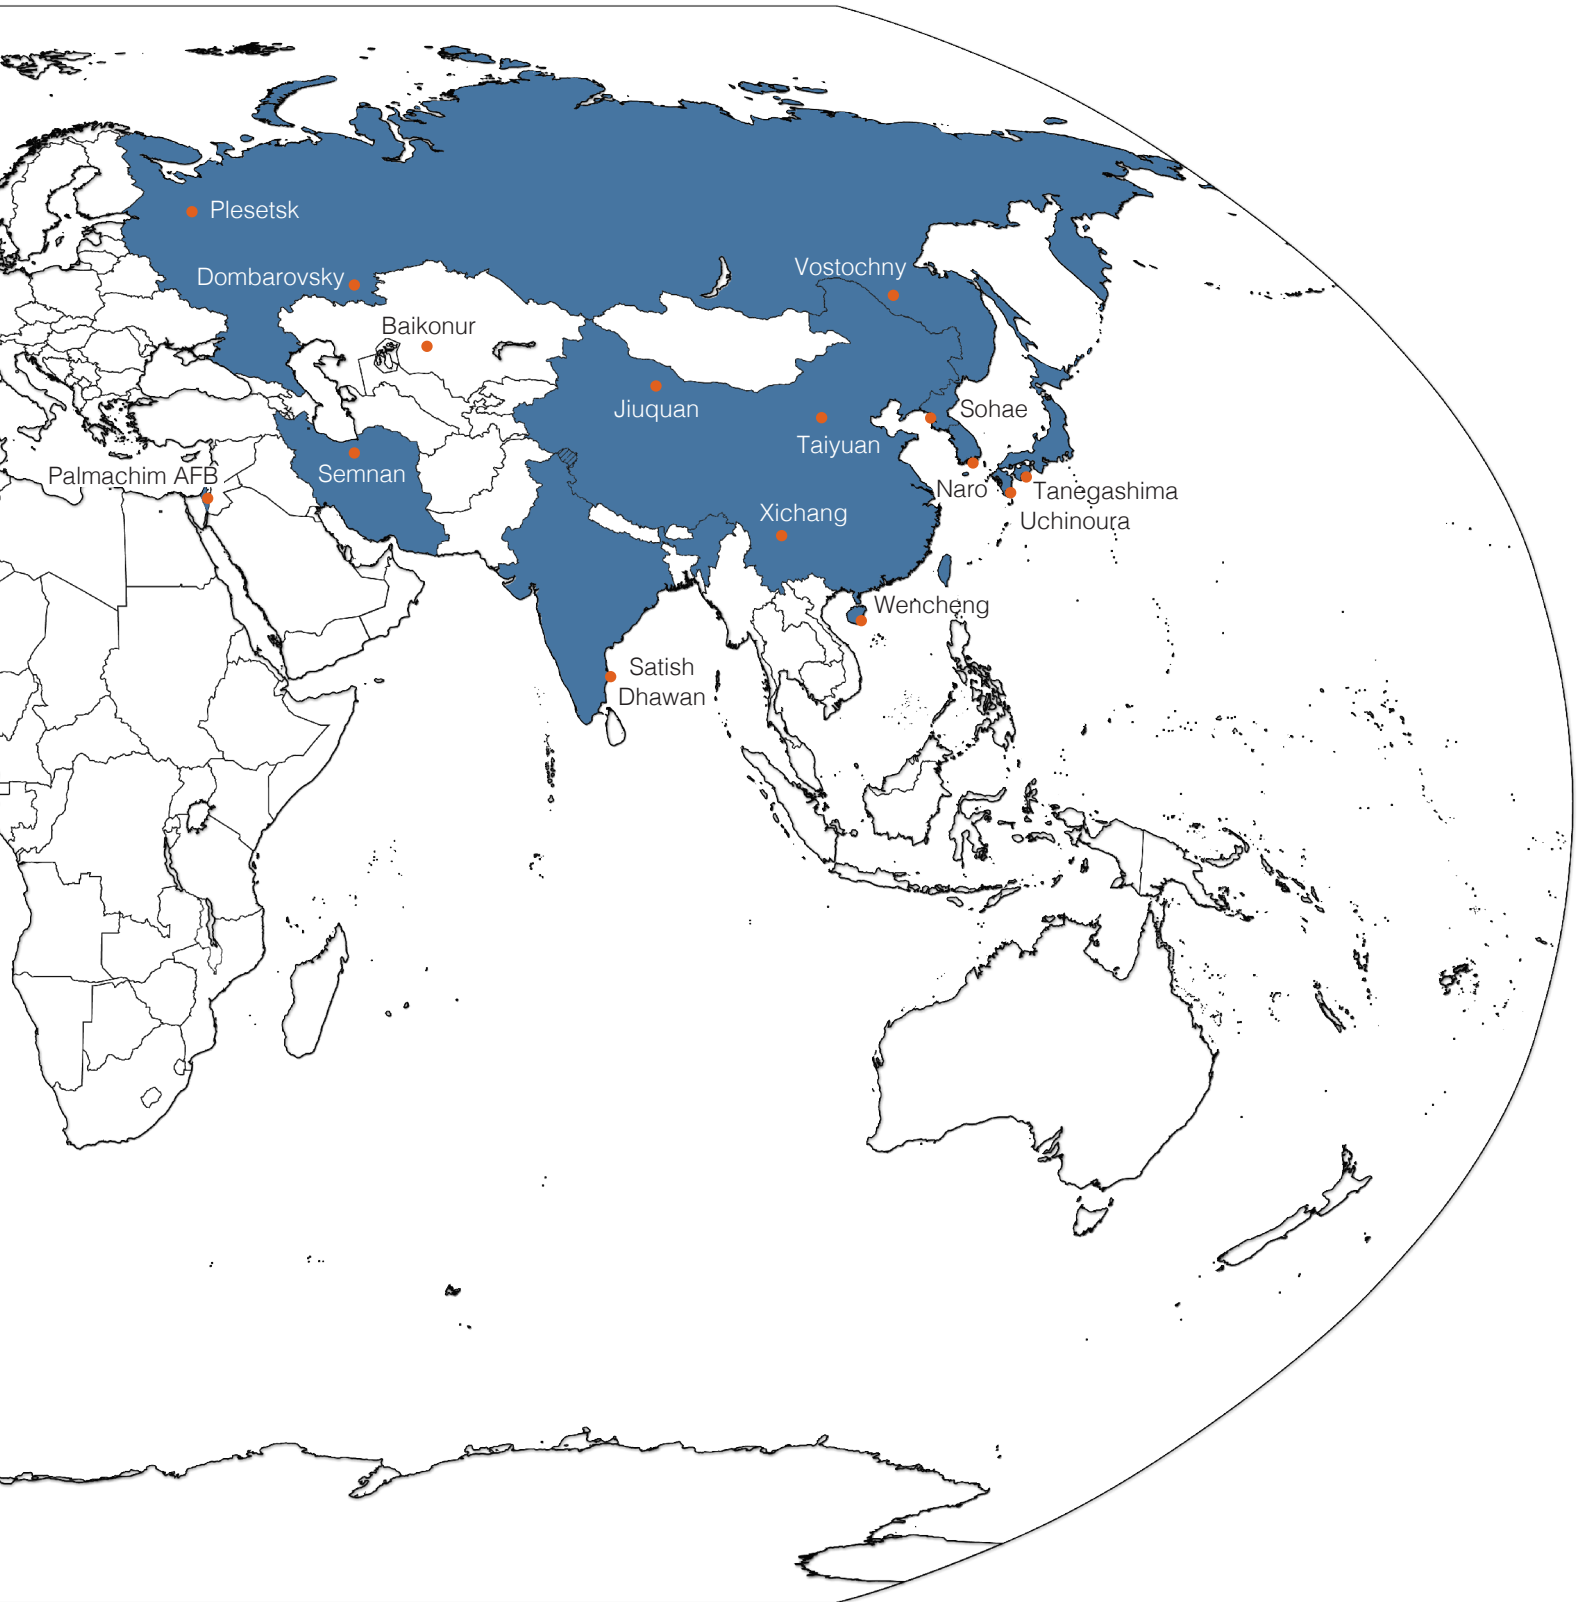 Plesetsk
Dombarovsky
Vostochny
Baikonur
Jiuquan
Sohae
Taiyuan
Palmachim AFB
Semnan
Naro
Tanegashima
Xichang
Uchinoura
Wencheng
Satish
Dhawan